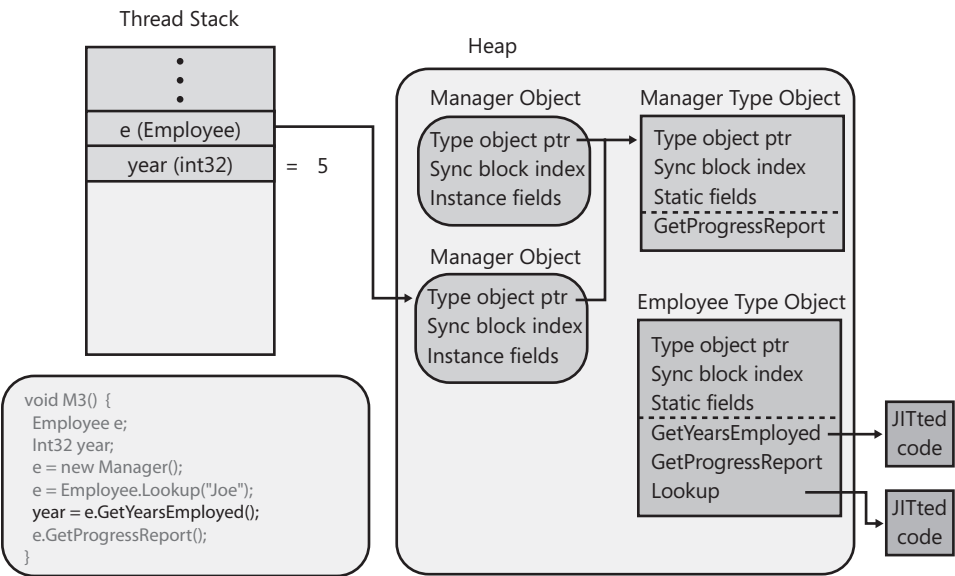 Thread Stack
e (Employee)
year (int32)
= 5
Heap
Manager Object
Type object ptr
Sync block index
Instance fields
Manager Object
Type object ptr
Sync block index
Instance fields
Manager Type Object
Type object ptr
Sync block index
Static fields
GetProgressReport
Employee Type Object
Type object ptr
Sync block index
Static fields
GetYearsEmployed
GetProgressReport
Lookup
JITted
code
JITted
code
void M3() {
Employee e;
Int32 year;
e = new Manager();
e = Employee.Lookup("Joe");
year = e.GetYearsEmployed();
e.GetProgressReport();
}